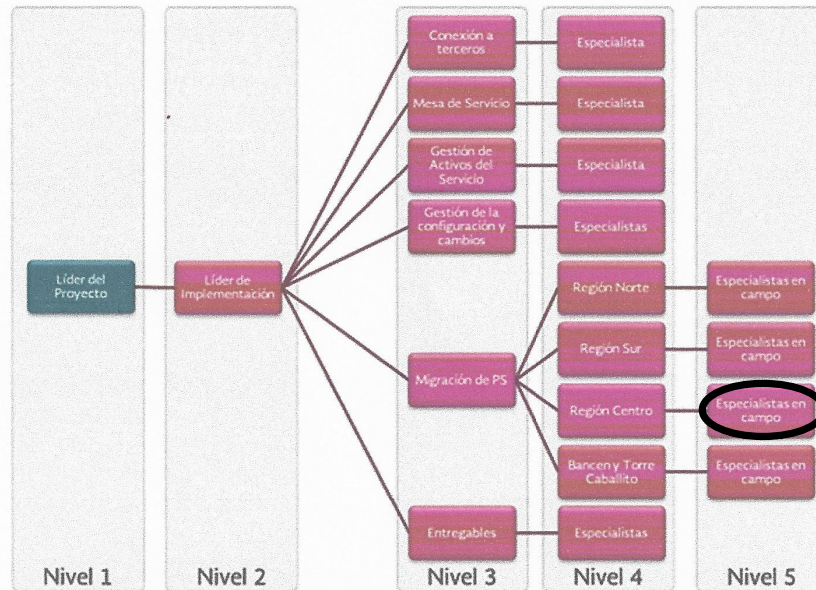 Conexión a
terceros
Especialista
Mesa de Servicio
Especialista
Gestión de
Activos del
Servicio
Especialista
Gestión de la
configuración y
cambios
Especialistas
Líder del
Proyecto
Líder de
Implementación
Región Norte
Especialistas en
campo
Región Sur
Especialistas en
campo
Migración de PS
Región Centro
Especialistas en
campo
Bancen y Torre
Caballito
Especialistas en
campo
Entregables
Especialistas
Nivel 1
Nivel 2
Nivel 3
Nivel 4
Nivel 5